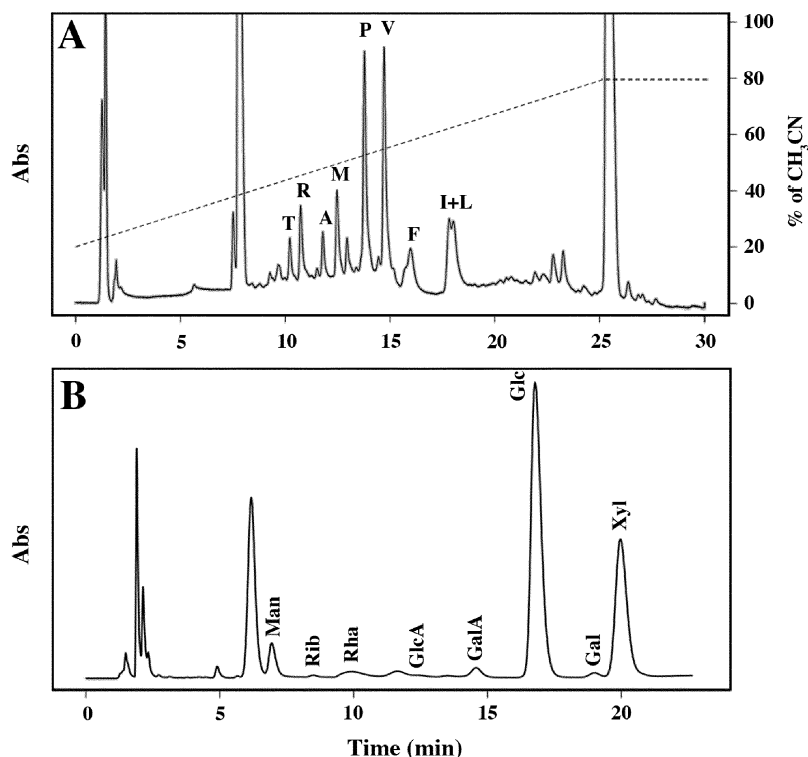 A
Abs
T
R
A
M
P
V
F
I+L
100
80
60
40
20
0
% of CH3CN
0 5 10 15 20 25 30
B
Abs
Man
Rib
Rha
GlcA
GalA
Glc
Gal
Xyl
0 5 10 15 20
Time (min)